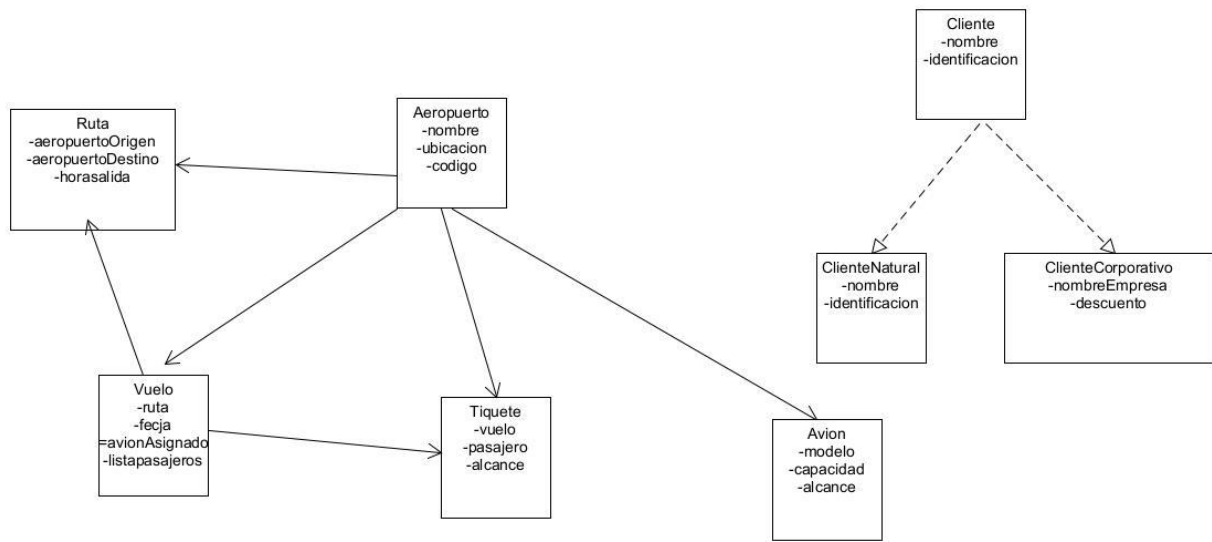 Cliente
-nombre
-identificacion
Ruta
-aeropuertoOrigen
-aeropuertoDestino
-horasalida
Aeropuerto
-nombre
-ubicacion
-codigo
ClienteNatural
-nombre
-identificacion
ClienteCorporativo
-nombreEmpresa
-descuento
Vuelo
-ruta
-fecja
=avionAsignado
-listapasajeros
Tiquete
-vuelo
-pasajero
-alcance
Avion
-modelo
-capacidad
-alcance